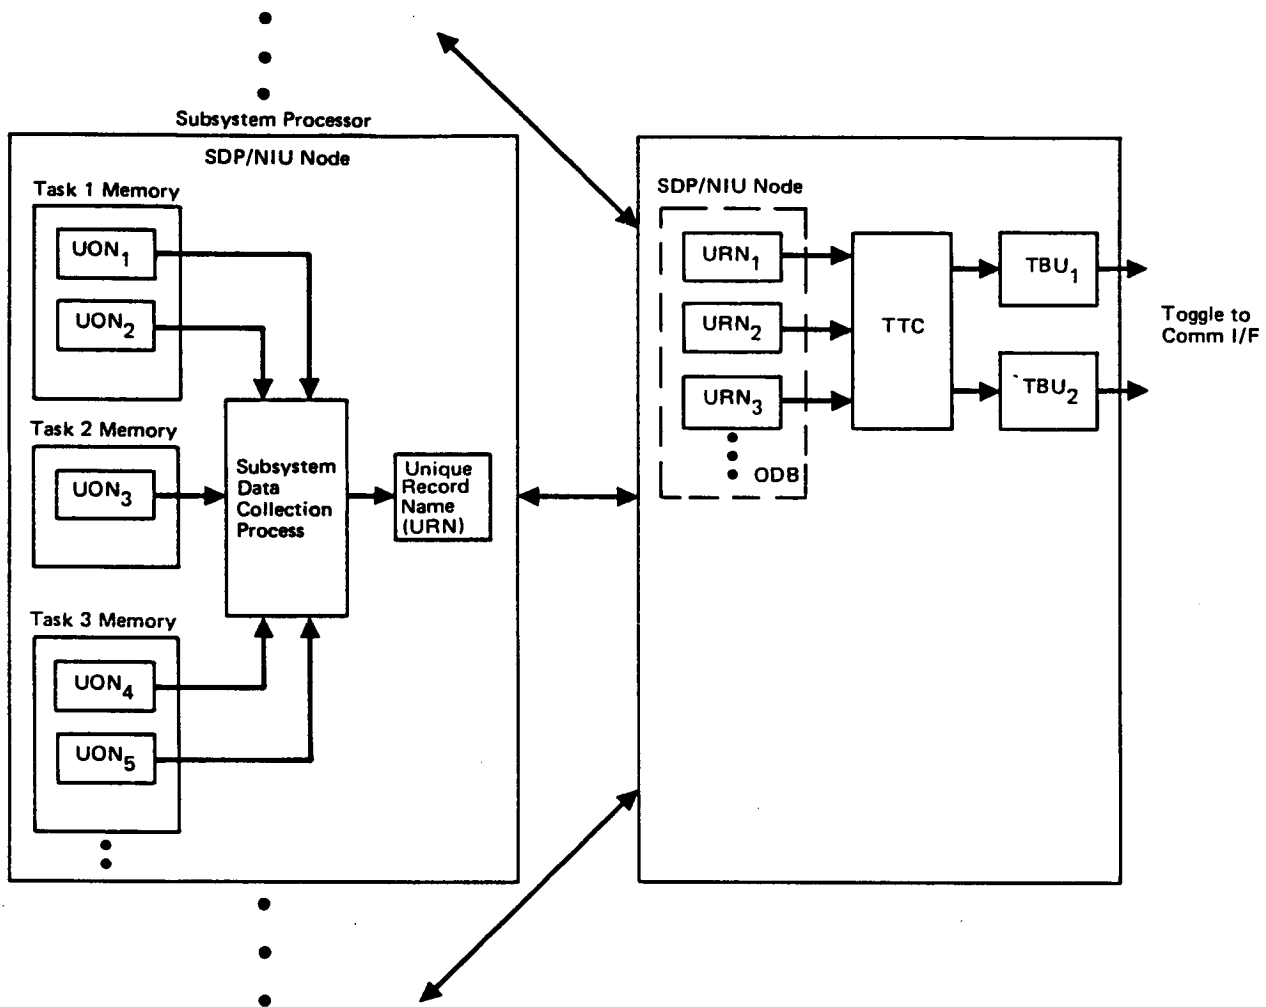 Subsystem Processor
SDP/NIU Node
Task 1 Memory
UON1
UON2
Task 2 Memory
UON3
Task 3 Memory
UON4
UON5
Subsystem
Data
Collection
Process
Unique
Record
Name
(URN)
SDP/NIU Node
URN1
URN2
URN3
ODB
TTC
TBU1
TBU2
Toggle to
Comm I/F